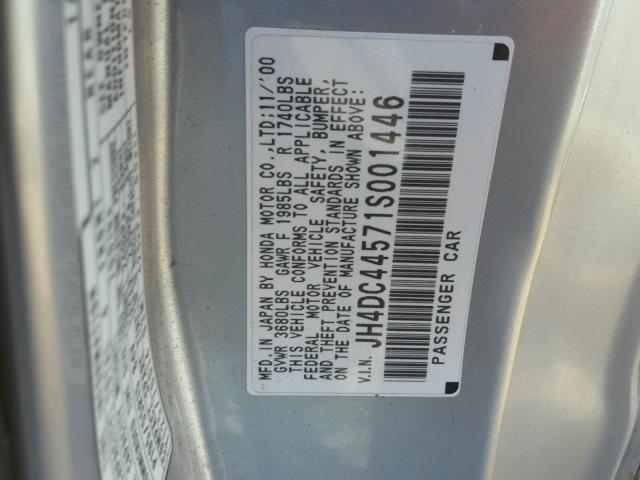 MFD. IN JAPAN BY HONDA MOTOR CO., LTD; 11/'00
GVWR 3680LBS GAWR F 1985LBS R 1740LBS
THIS VEHICLE CONFORMS TO ALL APPLICABLE
FEDERAL MOTOR VEHICLE SAFETY, BUMPER,
AND THEFT PREVENTION STANDARDS IN EFFECT
ON THE DATE OF MANUFACTURE SHOWN ABOVE:
V.I.N. JH4DC44571S001446
PASSENGER CAR
REAR